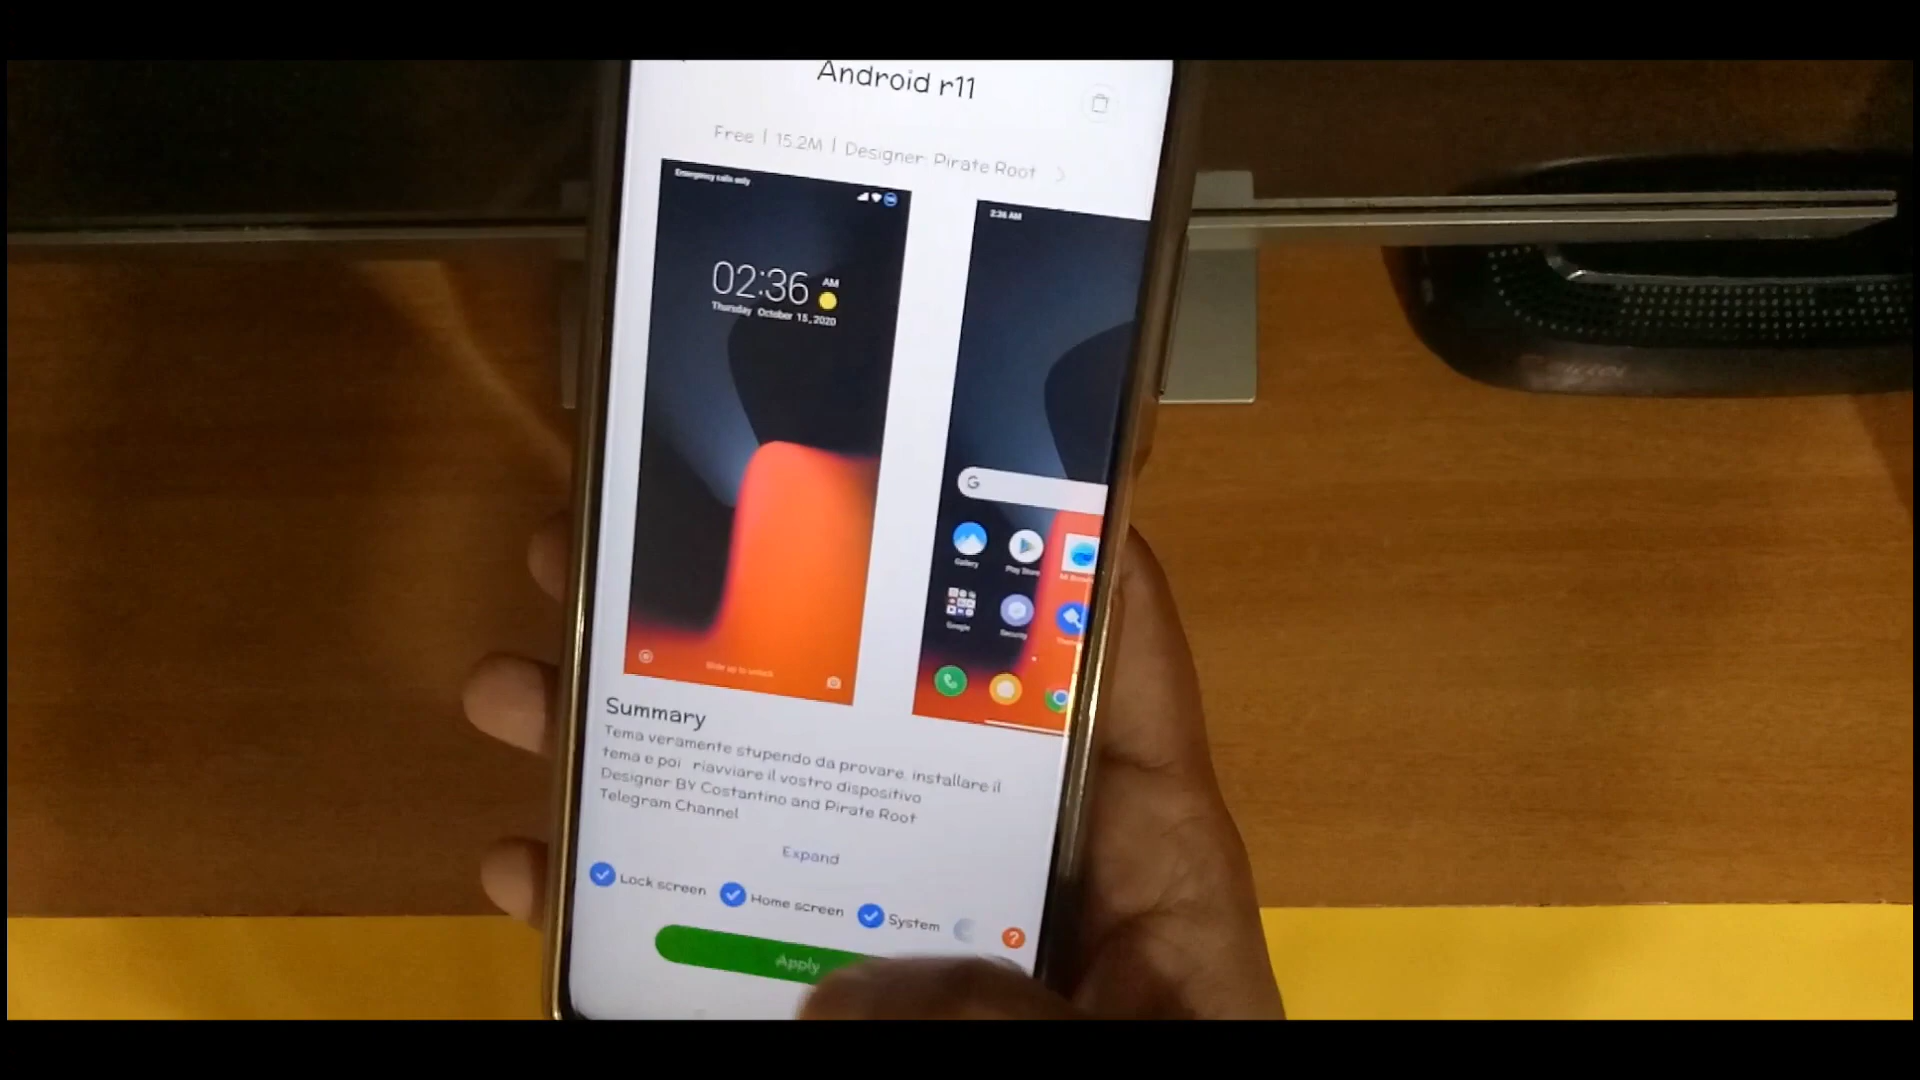 Android r11
Free | 15.2M | Designer: Pirate Root
Emergency calls only
02:36 AM
Thursday October 15, 2020
Slide up to unlock
2:36 AM
G
Gallery
Play Store
Google
Security
Summary
Tema veramente stupendo da provare, installare il
tema e poi riavviare il vostro dispositivo
Designer BY Costantino and Pirate Root
Telegram Channel
Expand
Lock screen
Home screen
System
?
Apply